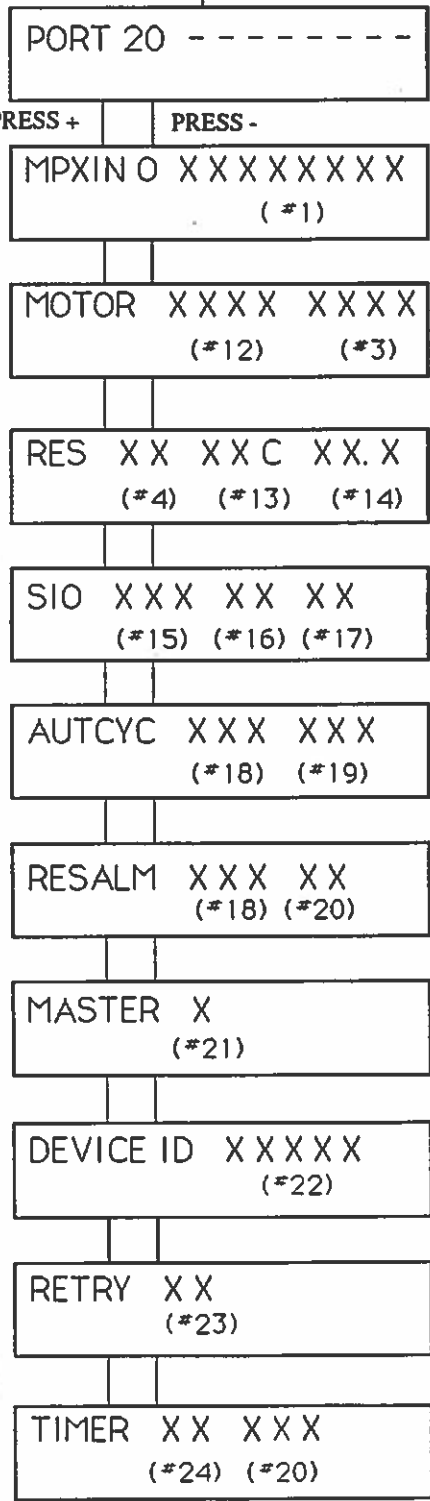 PORT 20 - - - - - - - -
PRESS + PRESS -
MPXIN 0 X X X X X X X X
(#1)
MOTOR X X X X X X X X
(#12) (#3)
RES X X X X C X X. X
(#4) (#13) (#14)
SIO X X X X X X X
(#15) (#16) (#17)
AUTCYC X X X X X X
(#18) (#19)
RESALM X X X X X
(#18) (#20)
MASTER X
(#21)
DEVICE ID X X X X X
(#22)
RETRY X X
(#23)
TIMER X X X X X
(#24) (#20)